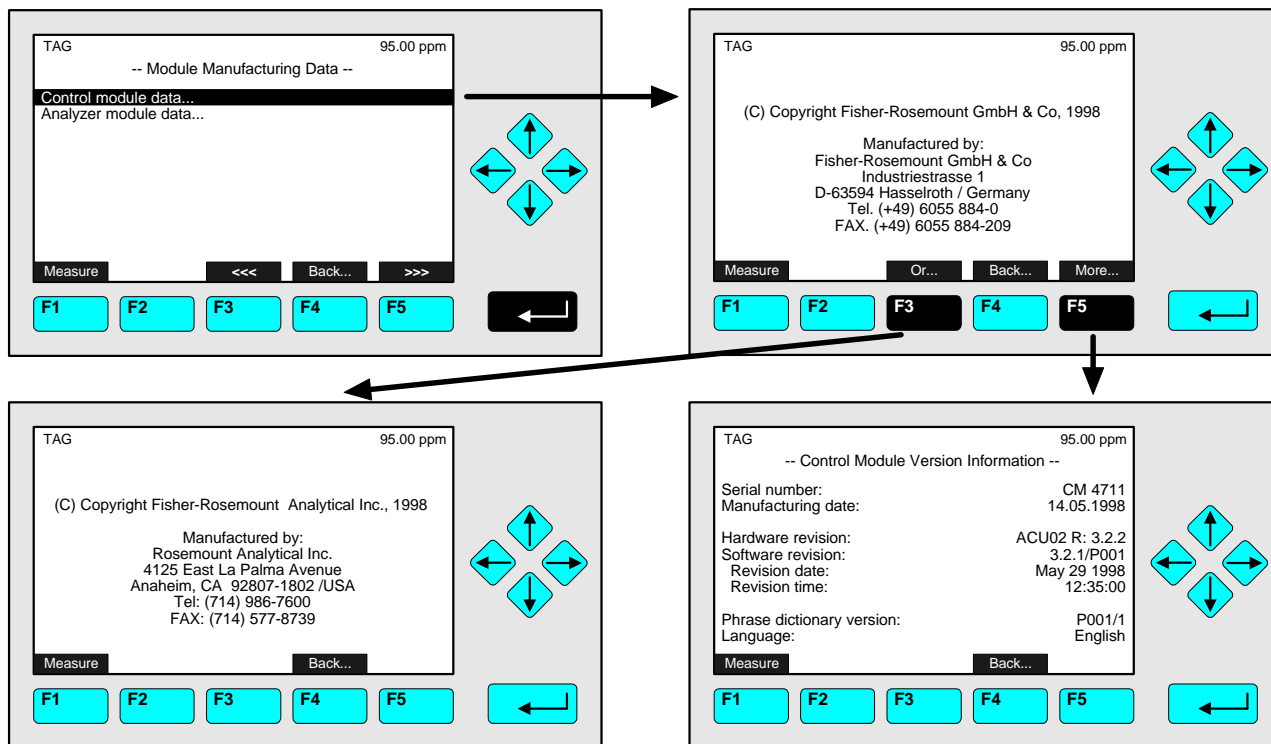 TAG 95.00 ppm
-- Module Manufacturing Data --
Control module data...
Analyzer module data...
Measure <<< Back... >>>
F1 F2 F3 F4 F5
TAG 95.00 ppm
(C) Copyright Fisher-Rosemount GmbH & Co, 1998
Manufactured by:
Fisher-Rosemount GmbH & Co
Industriestrasse 1
D-63594 Hasselroth / Germany
Tel. (+49) 6055 884-0
FAX. (+49) 6055 884-209
Measure Or... Back... More...
F1 F2 F3 F4 F5
TAG 95.00 ppm
(C) Copyright Fisher-Rosemount Analytical Inc., 1998
Manufactured by:
Rosemount Analytical Inc.
4125 East La Palma Avenue
Anaheim, CA 92807-1802 /USA
Tel: (714) 986-7600
FAX: (714) 577-8739
Measure Back...
F1 F2 F3 F4 F5
TAG 95.00 ppm
-- Control Module Version Information --
Serial number: CM 4711
Manufacturing date: 14.05.1998
Hardware revision: ACU02 R: 3.2.2
Software revision: 3.2.1/P001
Revision date: May 29 1998
Revision time: 12:35:00
Phrase dictionary version: P001/1
Language: English
Measure Back...
F1 F2 F3 F4 F5